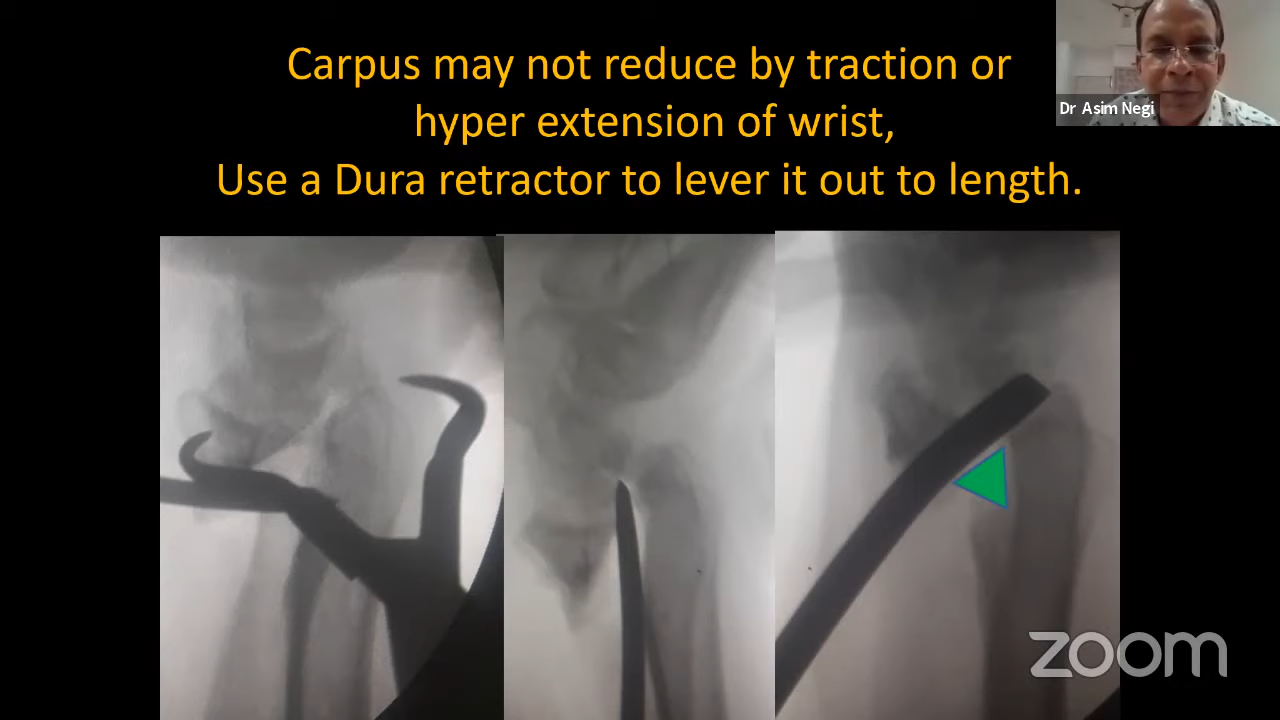 Carpus may not reduce by traction or
hyper extension of wrist,
Use a Dura retractor to lever it out to length.
Dr Asim Negi
zoom